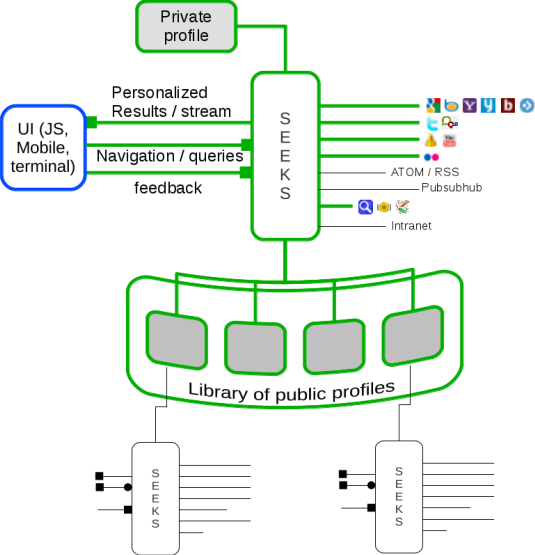 Private
profile
Personalized
Results / stream
UI (JS,
Mobile,
terminal)
Navigation / queries
feedback
S
E
E
K
S
ATOM / RSS
Pubsubhub
Intranet
Library of public profiles
S
E
E
K
S
S
E
E
K
S